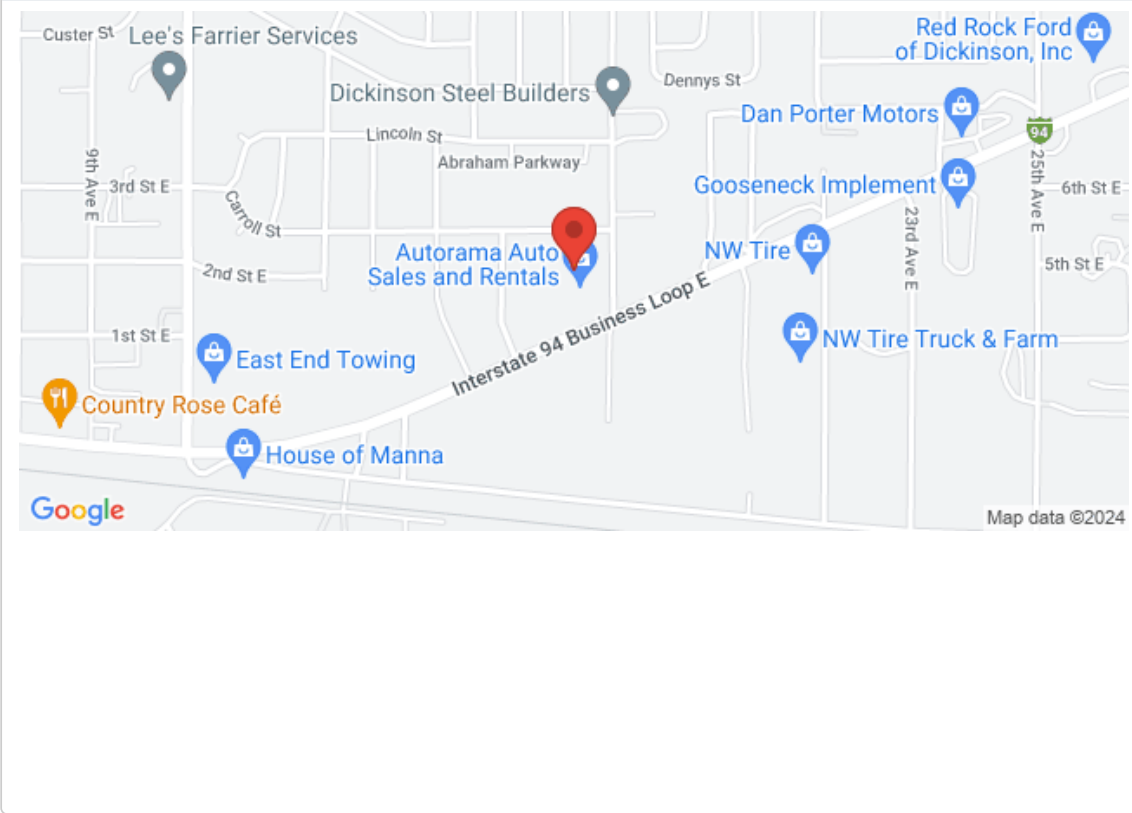 Custer St
Lee's Farrier Services
Red Rock Ford
of Dickinson, Inc
Dennys St
Dickinson Steel Builders
Dan Porter Motors
94
Lincoln St
Abraham Parkway
9th Ave E
25th Ave E
3rd St E
Gooseneck Implement
6th St E
Carroll St
23rd Ave E
Autorama Auto
Sales and Rentals
NW Tire
2nd St E
5th St E
Interstate 94 Business Loop E
1st St E
NW Tire Truck & Farm
East End Towing
Country Rose Café
House of Manna
Google
Map data ©2024